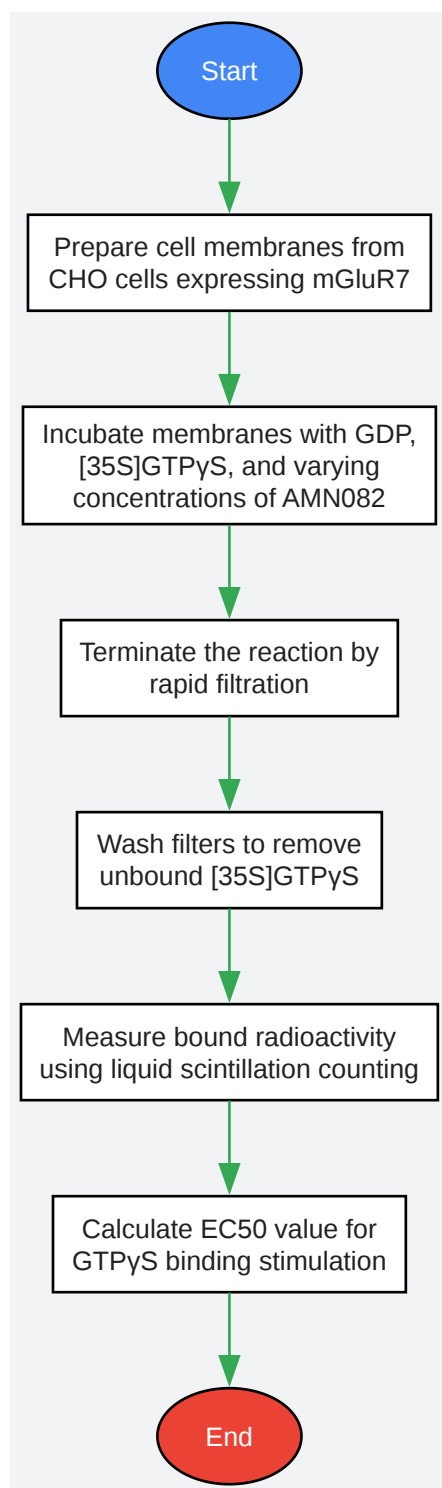 Start
Prepare cell membranes from
CHO cells expressing mGluR7
Incubate membranes with GDP,
[35S]GTPγS, and varying
concentrations of AMN082
Terminate the reaction by
rapid filtration
Wash filters to remove
unbound [35S]GTPγS
Measure bound radioactivity
using liquid scintillation counting
Calculate EC50 value for
GTPγS binding stimulation
End